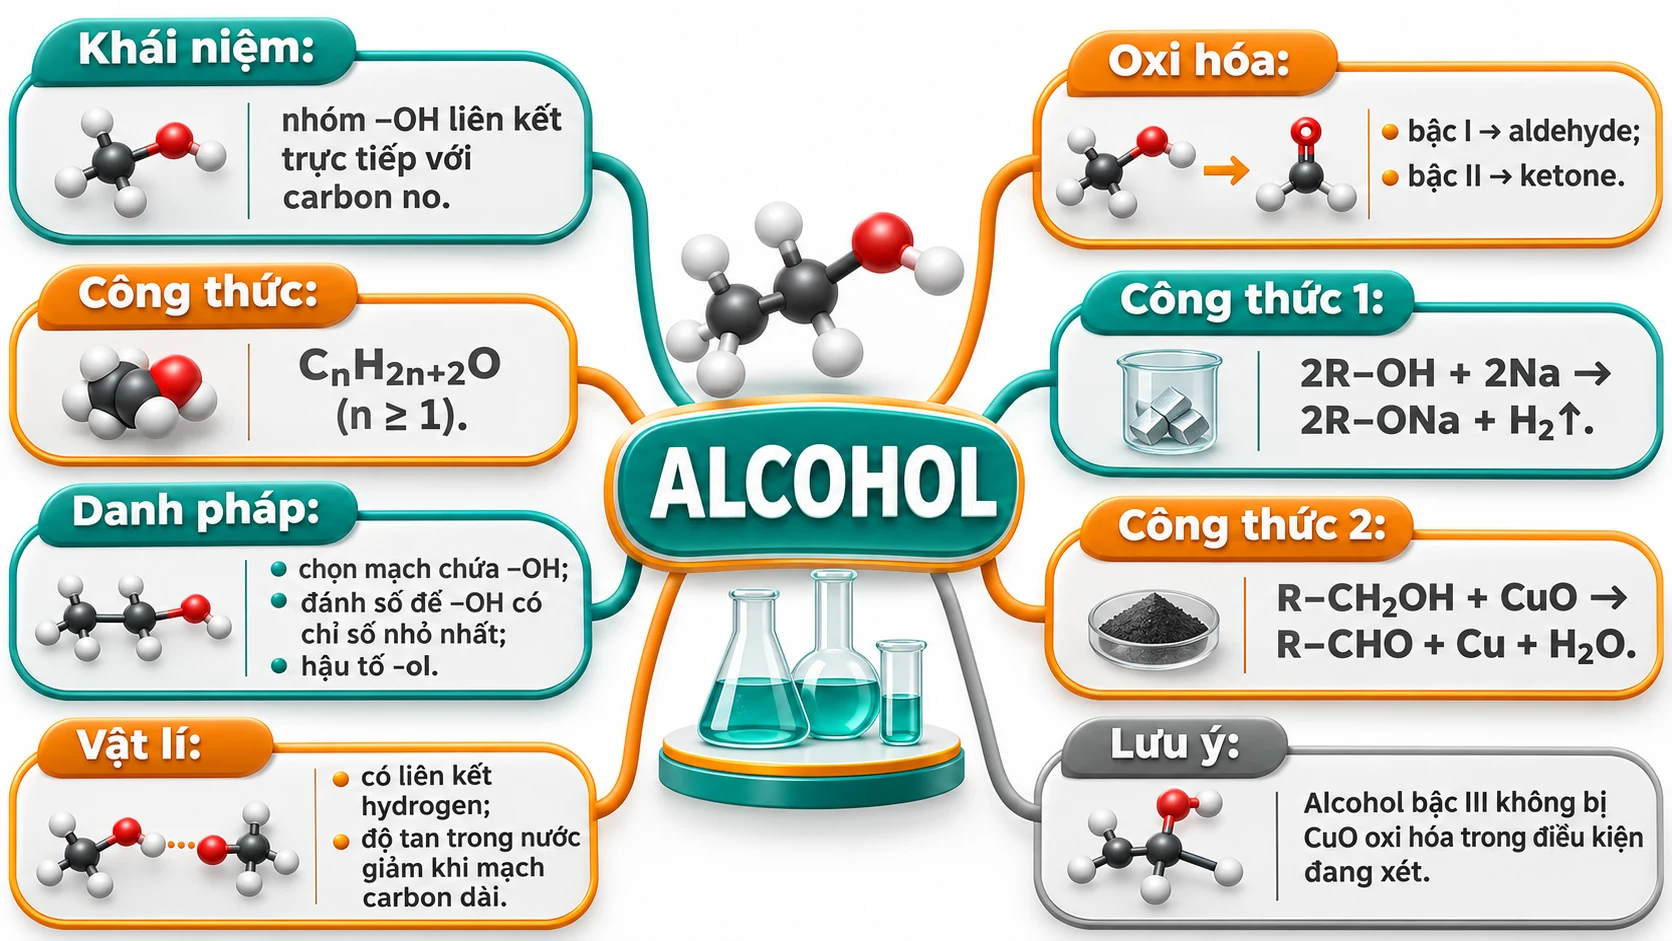 Khái niệm:
nhóm –OH liên kết
trực tiếp với
carbon no.
Công thức:
CₙH₂ₙ₊₂O
(n ≥ 1).
Danh pháp:
chọn mạch chứa –OH;
đánh số để –OH có
chỉ số nhỏ nhất;
hậu tố –ol.
Vật lí:
có liên kết
hydrogen;
độ tan trong nước
giảm khi mạch
carbon dài.
ALCOHOL
Oxi hóa:
bậc I → aldehyde;
bậc II → ketone.
Công thức 1:
2R–OH + 2Na →
2R–ONa + H₂↑.
Công thức 2:
R–CH₂OH + CuO →
R–CHO + Cu + H₂O.
Lưu ý:
Alcohol bậc III không bị
CuO oxi hóa trong điều kiện
đang xét.